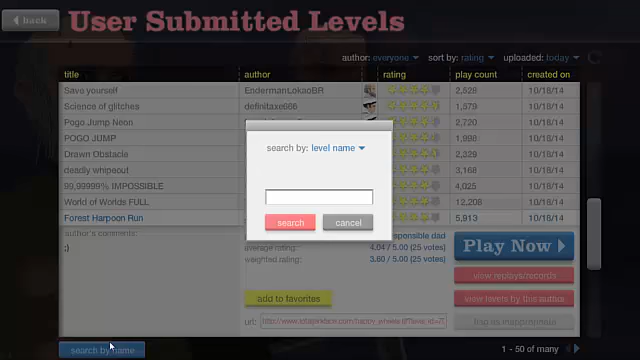 back
User Submitted Levels
author: everyone sort by: rating uploaded: today
title author rating play count created on
Save yourself EndermanLokaoBR 2,529 10/18/14
Science of glitches definitaxe666 1,579 10/18/14
Pogo Jump Neon 2,720 10/18/14
POGO JUMP 1,998 10/18/14
Drawn Obstacle 2,329 10/18/14
deadly whipeout 3,168 10/18/14
99,99999% IMPOSSIBLE 4,025 10/18/14
World of Worlds FULL 12,208 10/18/14
Forest Harpoon Run 5,913 10/18/14
search by: level name
search cancel
author's comments:
;)
sponsible dad
average rating: 4.04 / 5.00 (25 votes)
weighted rating: 3.60 / 5.00 (25 votes)
Play Now
view replays/records
add to favorites
view levels by this author
url:
flag as inappropriate
search by name
1 - 50 of many